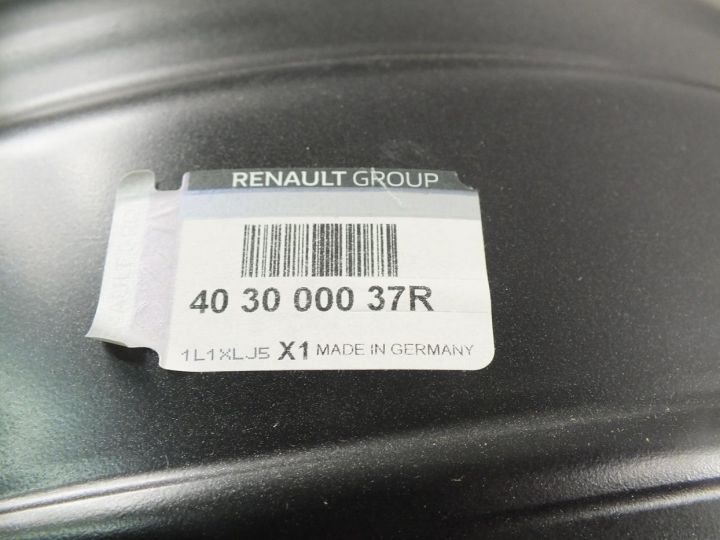 RENAULT GROUP
40 30 000 37R
1L1XLJ5 X1 MADE IN GERMANY